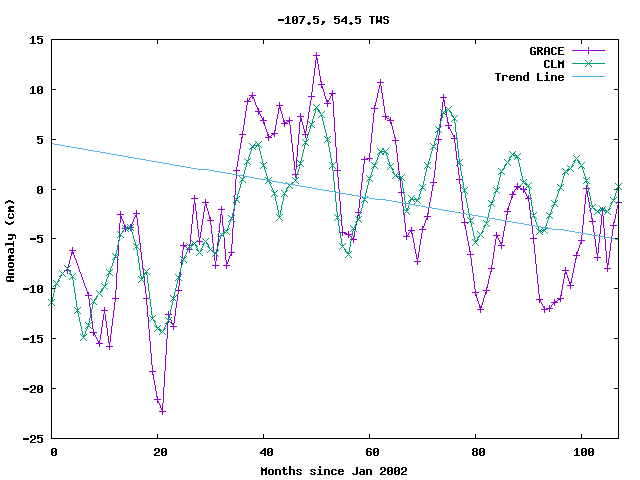 -107.5, 54.5 TWS
GRACE
CLM
Trend Line
15
10
5
0
-5
-10
-15
-20
-25
Anomaly (cm)
0 20 40 60 80 100
Months since Jan 2002